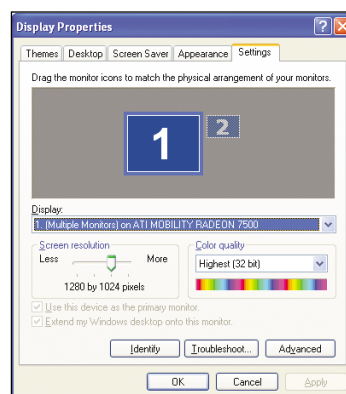 Display Properties
Themes Desktop Screen Saver Appearance Settings
Drag the monitor icons to match the physical arrangement of your monitors.
1 2
Display:
1. (Multiple Monitors) on ATI MOBILITY RADEON 7500
Screen resolution Color quality
Less More Highest (32 bit)
1280 by 1024 pixels
Use this device as the primary monitor.
Extend my Windows desktop onto this monitor.
Identify Troubleshoot... Advanced
OK Cancel Apply